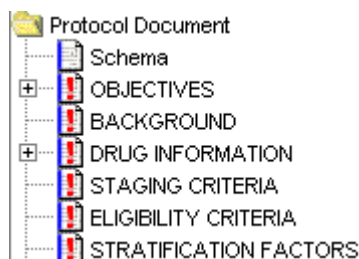 Protocol Document
Schema
OBJECTIVES
BACKGROUND
DRUG INFORMATION
STAGING CRITERIA
ELIGIBILITY CRITERIA
STRATIFICATION FACTORS